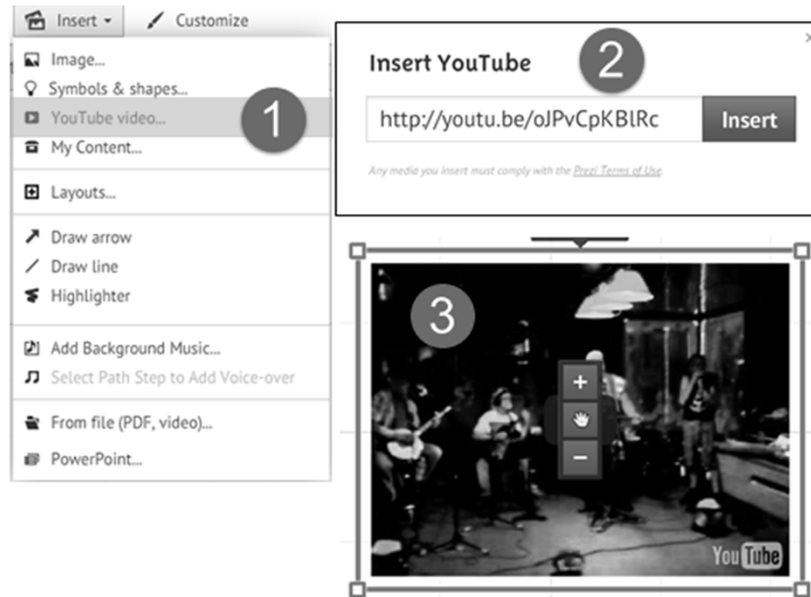 Insert
Customize
Image...
Symbols & shapes...
YouTube video...
My Content...
Layouts...
Draw arrow
Draw line
Highlighter
Add Background Music...
Select Path Step to Add Voice-over
From file (PDF, video)...
PowerPoint...
1
Insert YouTube
2
http://youtu.be/oJPvCpKBlRc
Insert
Any media you insert must comply with the Prezi Terms of Use.
3
+
−
YouTube